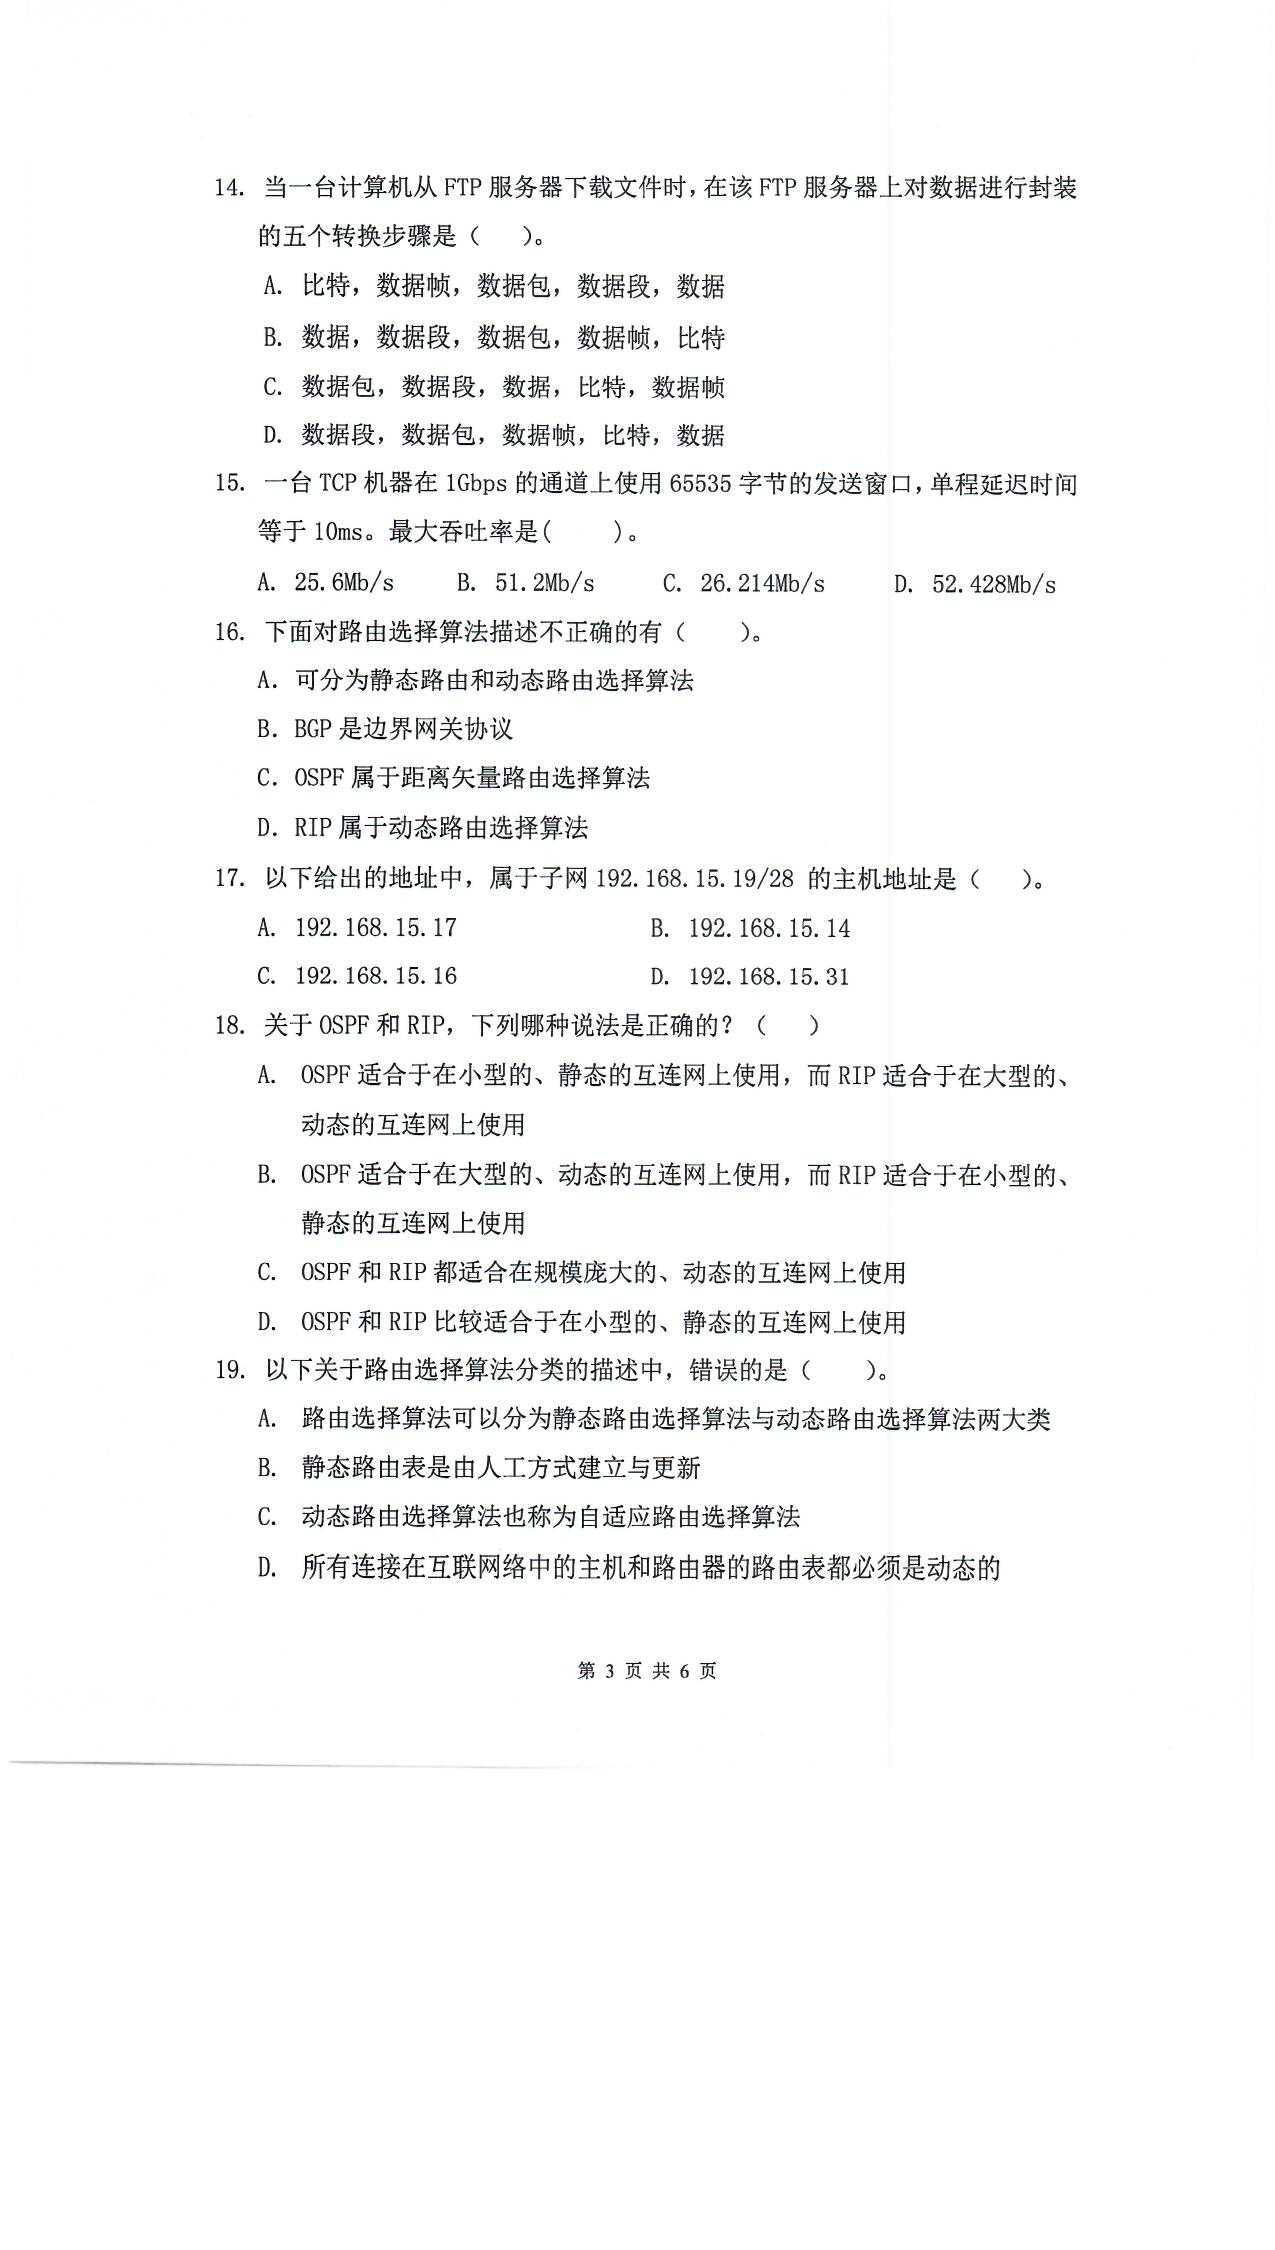 14. 当一台计算机从 FTP 服务器下载文件时，在该 FTP 服务器上对数据进行封装
的五个转换步骤是（  ）。
A. 比特，数据帧，数据包，数据段，数据
B. 数据，数据段，数据包，数据帧，比特
C. 数据包，数据段，数据，比特，数据帧
D. 数据段，数据包，数据帧，比特，数据
15. 一台 TCP 机器在 1Gbps 的通道上使用 65535 字节的发送窗口，单程延迟时间
等于 10ms。最大吞吐率是(  )。
A. 25.6Mb/s B. 51.2Mb/s C. 26.214Mb/s D. 52.428Mb/s
16. 下面对路由选择算法描述不正确的有（  ）。
A. 可分为静态路由和动态路由选择算法
B. BGP 是边界网关协议
C. OSPF 属于距离矢量路由选择算法
D. RIP 属于动态路由选择算法
17. 以下给出的地址中，属于子网 192.168.15.19/28 的主机地址是（  ）。
A. 192.168.15.17 B. 192.168.15.14
C. 192.168.15.16 D. 192.168.15.31
18. 关于 OSPF 和 RIP，下列哪种说法是正确的？（  ）
A. OSPF 适合于在小型的、静态的互连网上使用，而 RIP 适合于在大型的、
动态的互连网上使用
B. OSPF 适合于在大型的、动态的互连网上使用，而 RIP 适合于在小型的、
静态的互连网上使用
C. OSPF 和 RIP 都适合在规模庞大的、动态的互连网上使用
D. OSPF 和 RIP 比较适合于在小型的、静态的互连网上使用
19. 以下关于路由选择算法分类的描述中，错误的是（  ）。
A. 路由选择算法可以分为静态路由选择算法与动态路由选择算法两大类
B. 静态路由表是由人工方式建立与更新
C. 动态路由选择算法也称为自适应路由选择算法
D. 所有连接在互联网络中的主机和路由器的路由表都必须是动态的
第 3 页 共 6 页